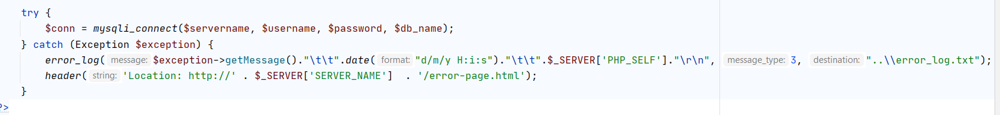 try {
$conn = mysqli_connect($servername, $username, $password, $db_name);
} catch (Exception $exception) {
error_log( message: $exception->getMessage()."\t\t".date( format: "d/m/y H:i:s")."\t\t".$_SERVER['PHP_SELF']."\r\n", message_type: 3, destination: "..\\error_log.txt");
header( string: 'Location: http://' . $_SERVER['SERVER_NAME']  . '/error-page.html');
}
?>